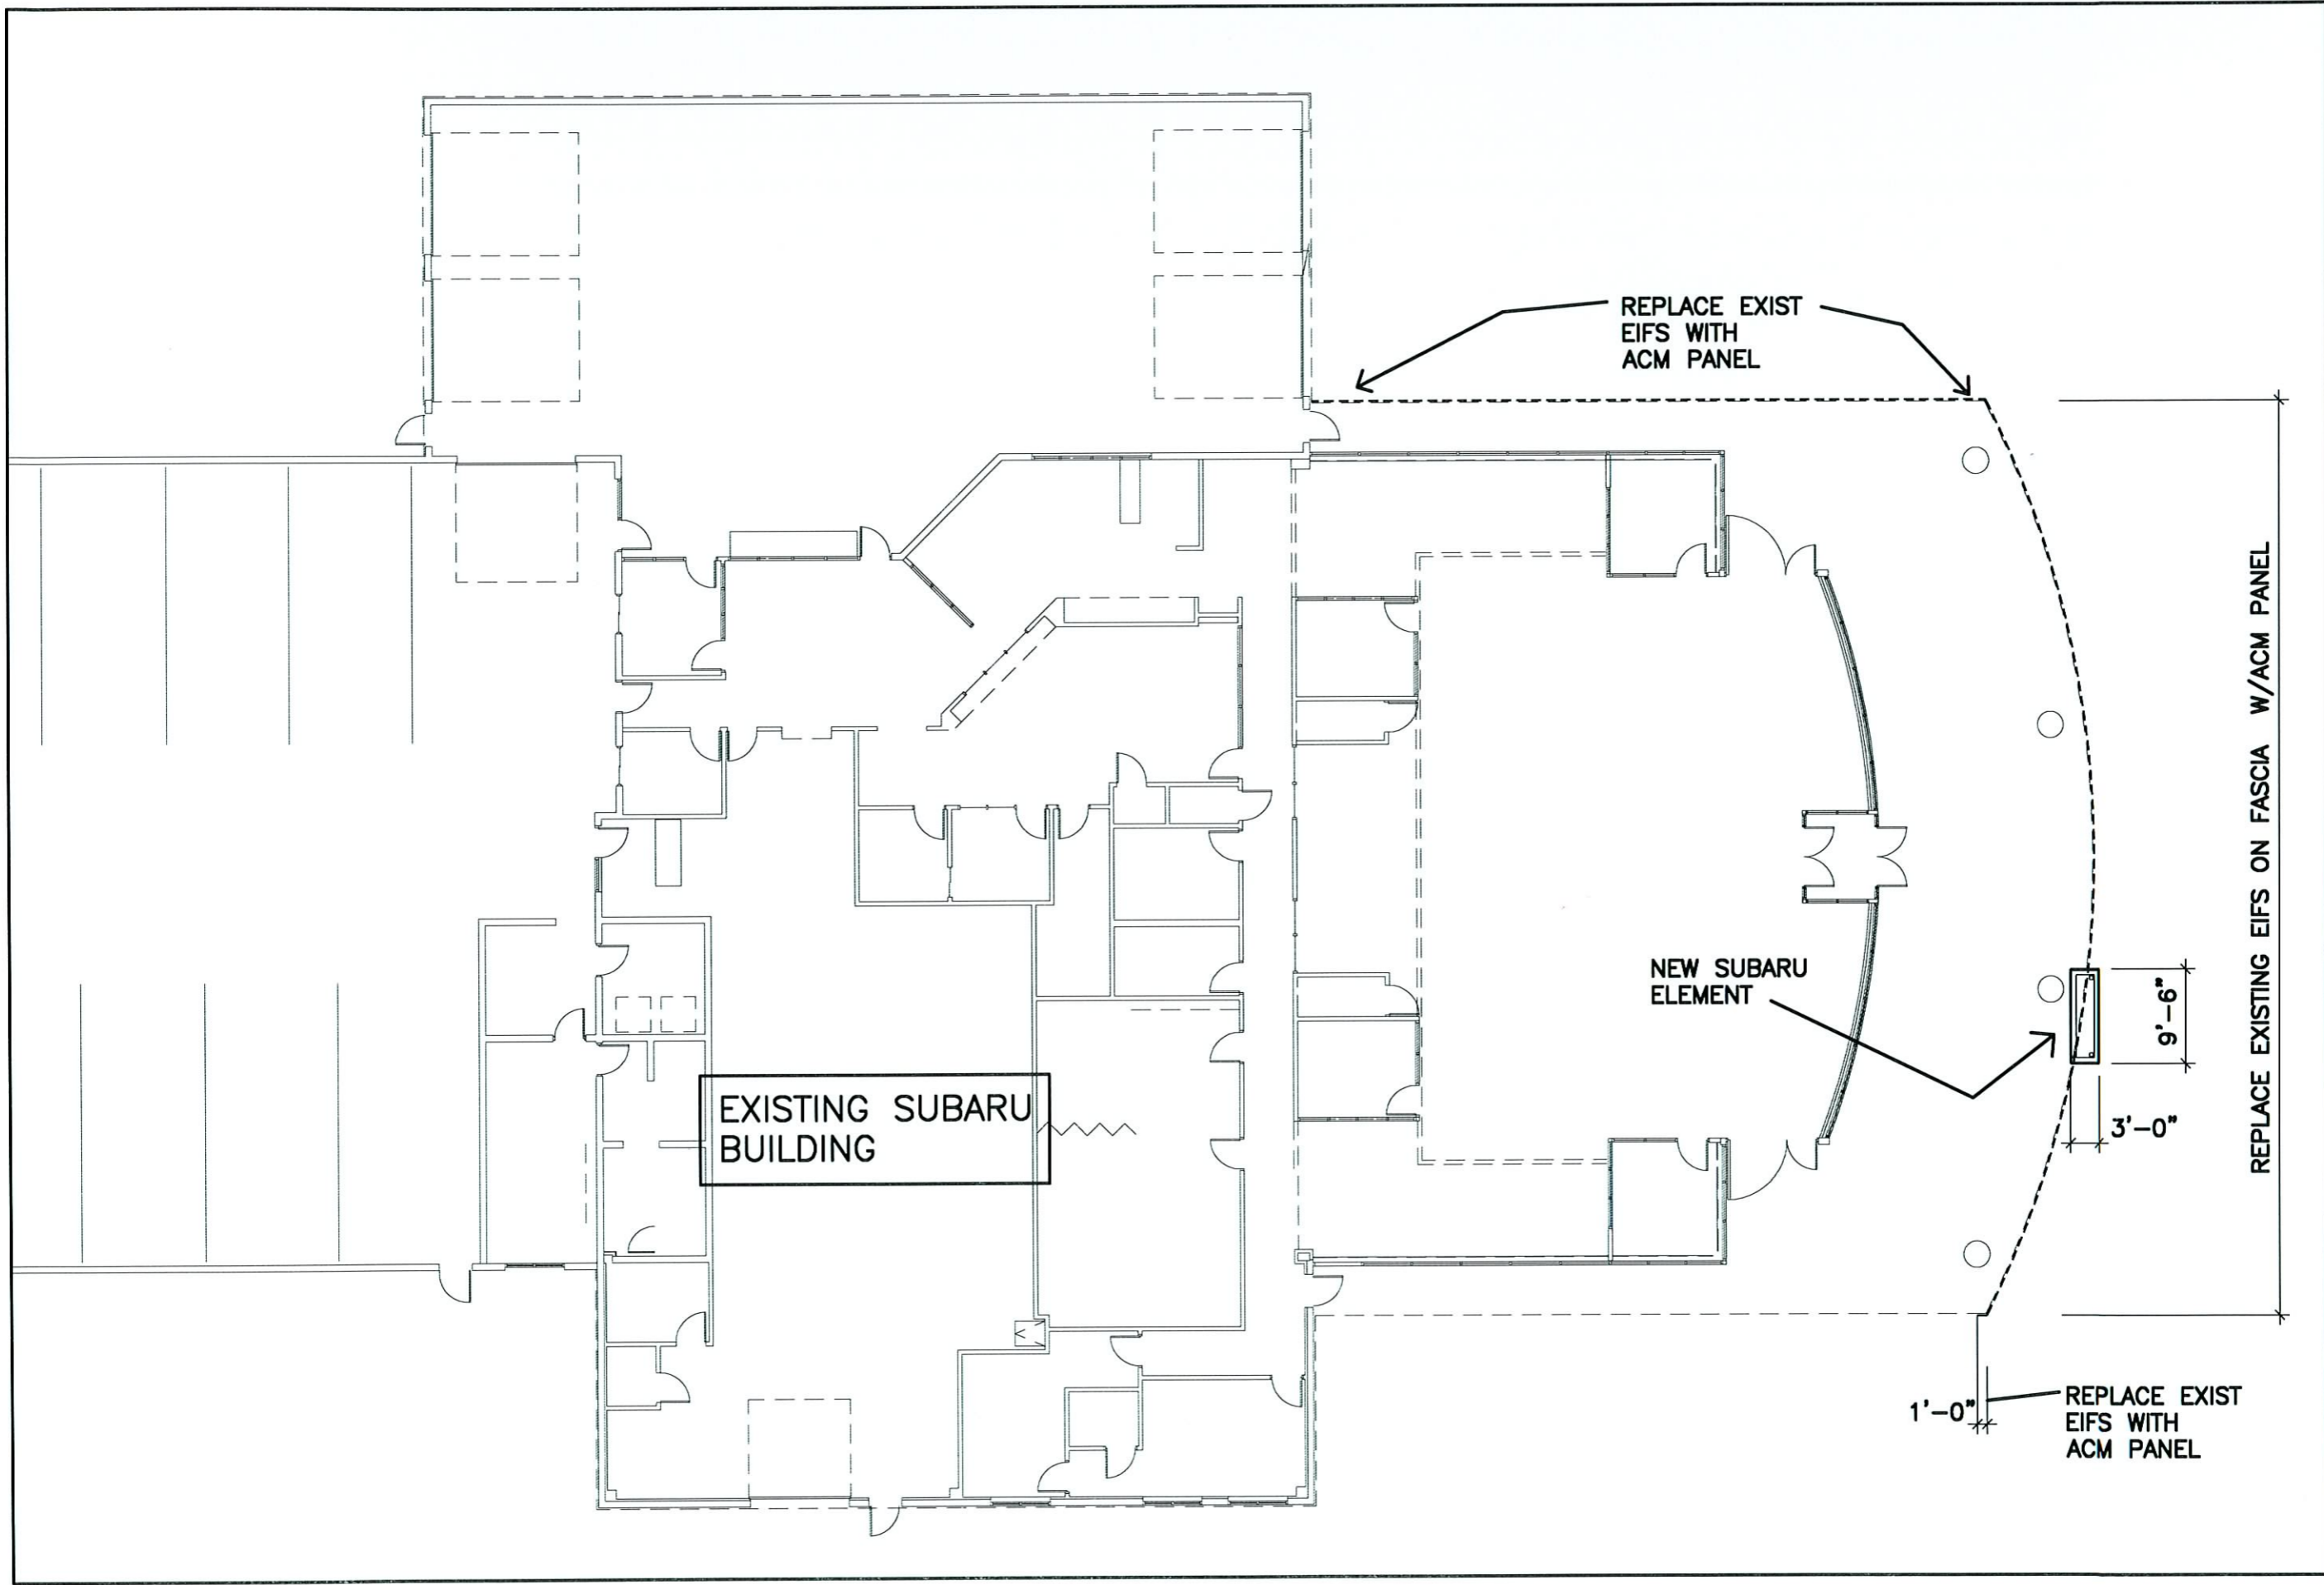 REPLACE EXIST
EIFS WITH
ACM PANEL
REPLACE EXISTING EIFS ON FASCIA W/ACM PANEL
NEW SUBARU
ELEMENT
9'-6"
3'-0"
EXISTING SUBARU
BUILDING
1'-0"
REPLACE EXIST
EIFS WITH
ACM PANEL